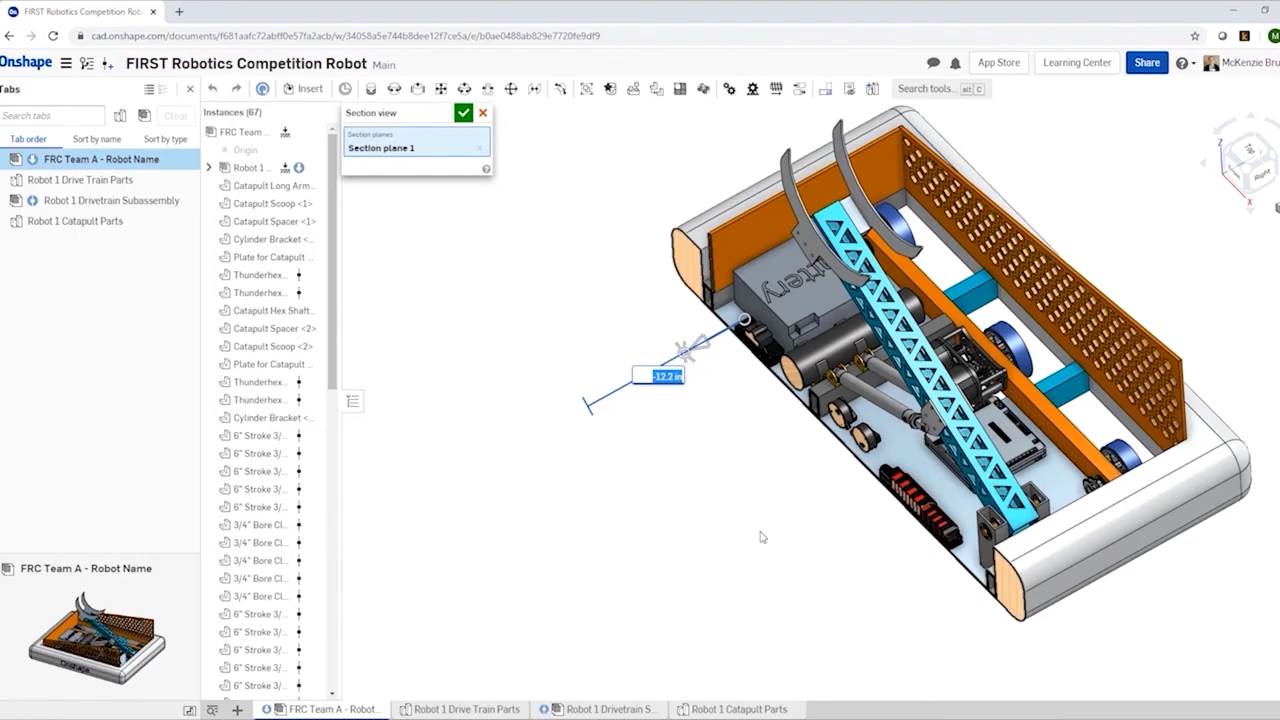 FIRST Robotics Competition Rob
cad.onshape.com/documents/f681aafc72abff0e57fa2acb/w/34058a5e744b8dee12f7ce5a/e/b0ae0488ab829e7720fe9df9
Onshape
FIRST Robotics Competition Robot Main
App Store
Learning Center
Share
McKenzie Bru
Tabs
Insert
Search tools... alt C
Search tabs...
Clear
Tab order
Sort by name
Sort by type
FRC Team A - Robot Name
Robot 1 Drive Train Parts
Robot 1 Drivetrain Subassembly
Robot 1 Catapult Parts
Instances (67)
FRC Team ...
Origin
Robot 1 ...
Catapult Long Arm...
Catapult Scoop <1>
Catapult Spacer <1>
Cylinder Bracket <...
Plate for Catapult ...
Thunderhex...
Thunderhex...
Catapult Hex Shaft...
Catapult Spacer <2>
Catapult Scoop <2>
Plate for Catapult ...
Thunderhex...
Thunderhex...
Cylinder Bracket <...
6" Stroke 3/...
6" Stroke 3/...
6" Stroke 3/...
6" Stroke 3/...
6" Stroke 3/...
3/4" Bore Cl...
3/4" Bore Cl...
3/4" Bore Cl...
3/4" Bore Cl...
3/4" Bore Cl...
6" Stroke 3/...
6" Stroke 3/...
6" Stroke 3/...
6" Stroke 3/...
6" Stroke 3/...
Section view
Section planes
Section plane 1
-12.2 in
Z
Top
Right
X
FRC Team A - Robot Name
FRC Team A - Robot...
Robot 1 Drive Train Parts
Robot 1 Drivetrain S...
Robot 1 Catapult Parts